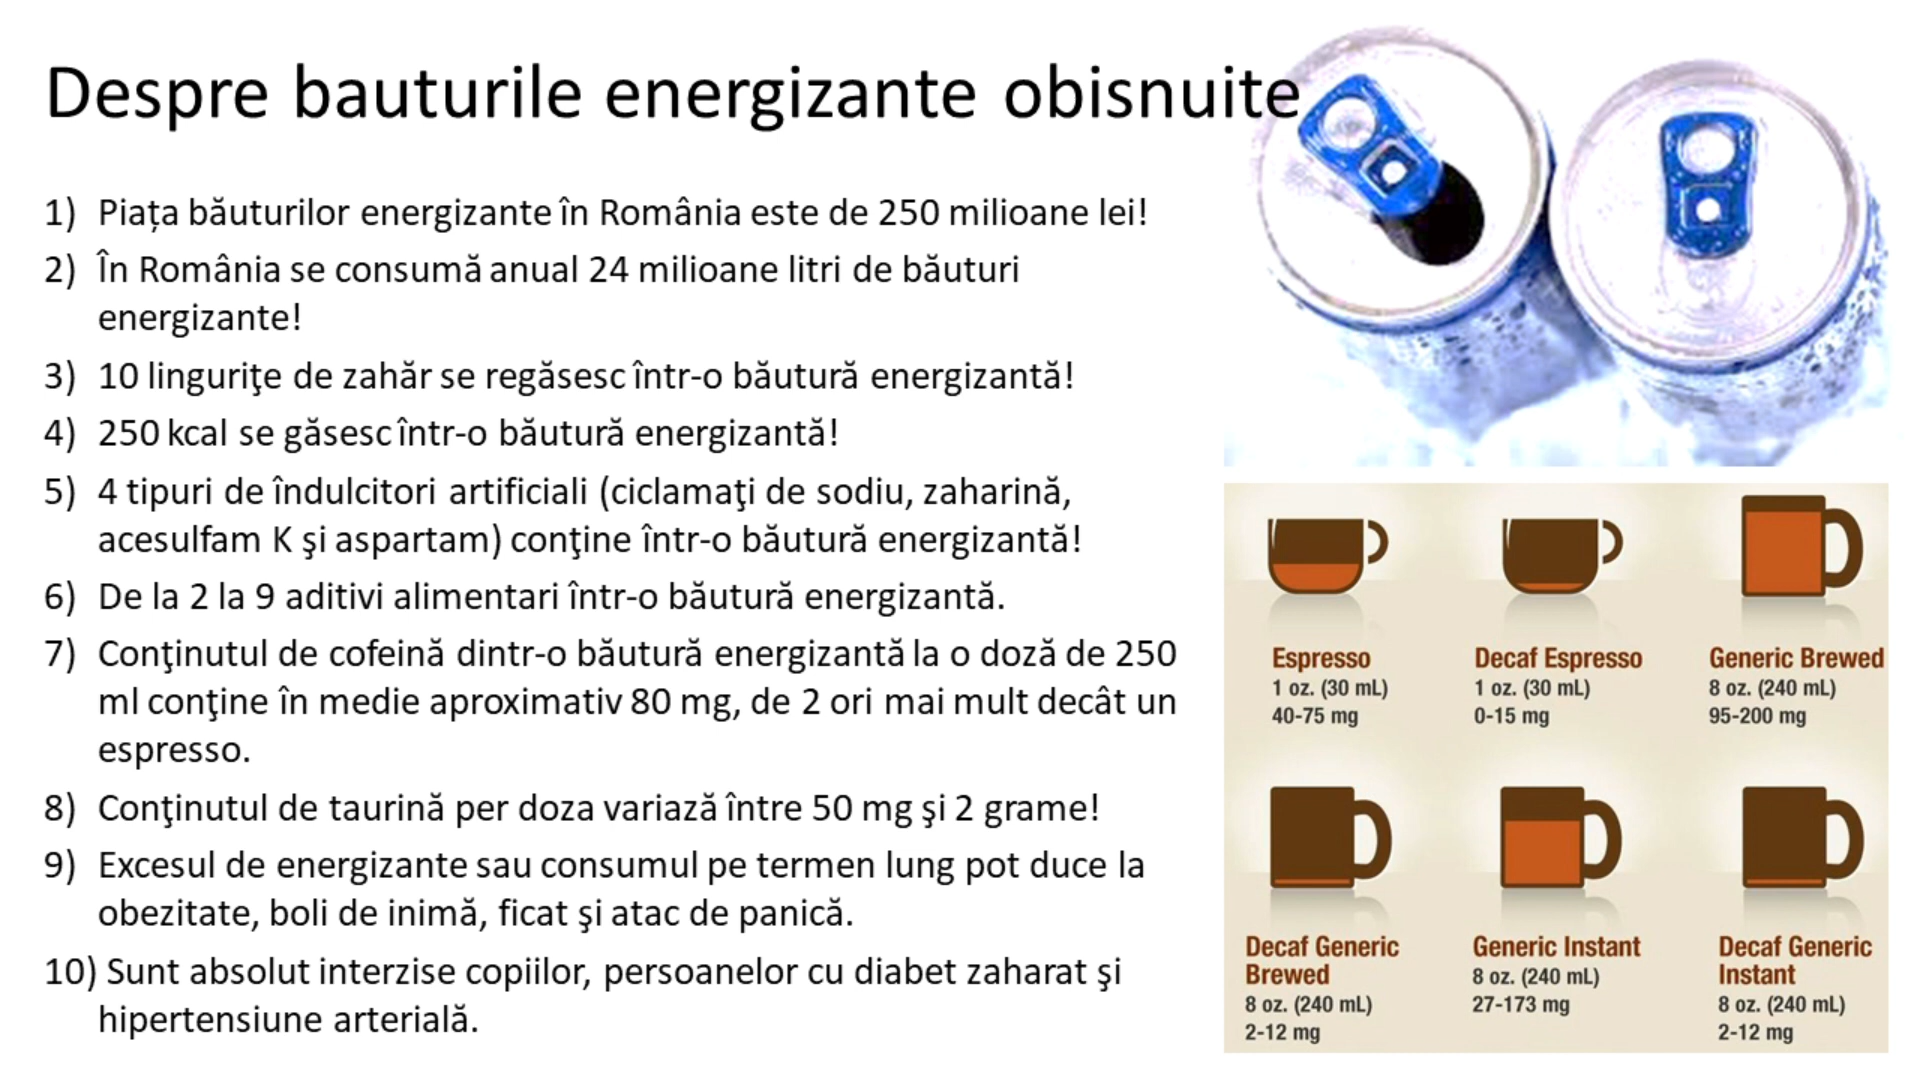 Despre bauturile energizante obisnuite
1) Piața băuturilor energizante în România este de 250 milioane lei!
2) În România se consumă anual 24 milioane litri de băuturi
energizante!
3) 10 linguriţe de zahăr se regăsesc într-o băutură energizantă!
4) 250 kcal se găsesc într-o băutură energizantă!
5) 4 tipuri de îndulcitori artificiali (ciclamaţi de sodiu, zaharină,
acesulfam K şi aspartam) conţine într-o băutură energizantă!
6) De la 2 la 9 aditivi alimentari într-o băutură energizantă.
7) Conţinutul de cofeină dintr-o băutură energizantă la o doză de 250
ml conţine în medie aproximativ 80 mg, de 2 ori mai mult decât un
espresso.
8) Conţinutul de taurină per doza variază între 50 mg şi 2 grame!
9) Excesul de energizante sau consumul pe termen lung pot duce la
obezitate, boli de inimă, ficat şi atac de panică.
10) Sunt absolut interzise copiilor, persoanelor cu diabet zaharat şi
hipertensiune arterială.
Espresso
1 oz. (30 mL)
40-75 mg
Decaf Espresso
1 oz. (30 mL)
0-15 mg
Generic Brewed
8 oz. (240 mL)
95-200 mg
Decaf Generic
Brewed
8 oz. (240 mL)
2-12 mg
Generic Instant
8 oz. (240 mL)
27-173 mg
Decaf Generic
Instant
8 oz. (240 mL)
2-12 mg